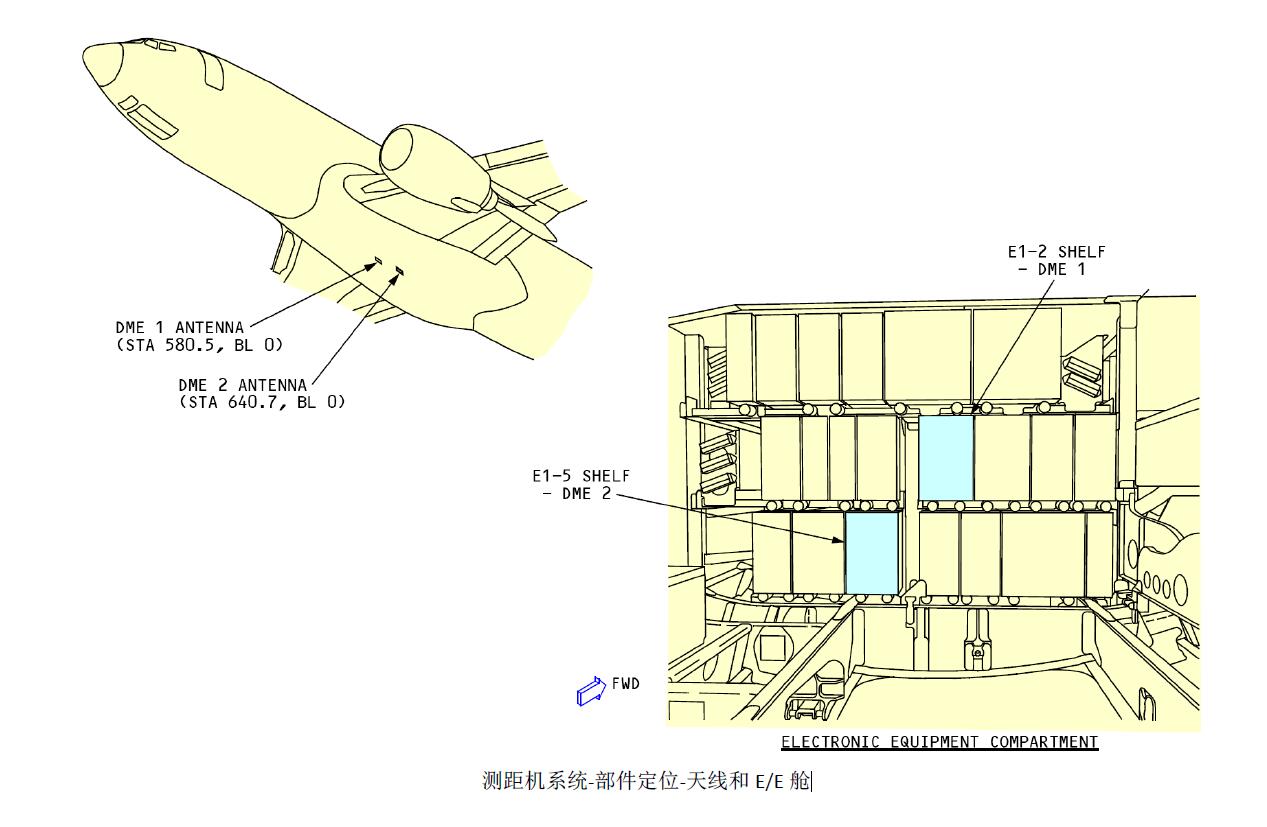 E1-2 SHELF
- DME 1
DME 1 ANTENNA
(STA 580.5, BL 0)
DME 2 ANTENNA
(STA 640.7, BL 0)
E1-5 SHELF
- DME 2
FWD
ELECTRONIC EQUIPMENT COMPARTMENT
测距机系统-部件定位-天线和 E/E 舱